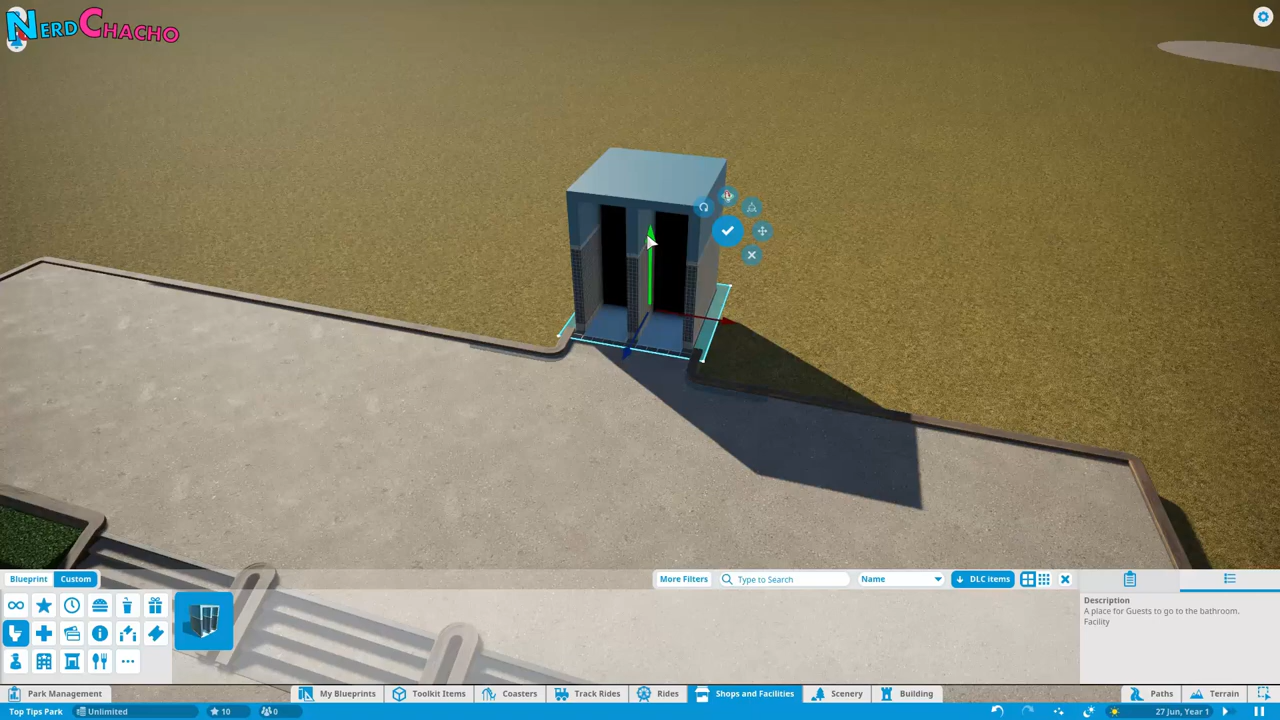 NerdChacho
Blueprint
Custom
More Filters
Type to Search
Name
DLC items
Description
A place for Guests to go to the bathroom.
Facility
Park Management
My Blueprints
Toolkit Items
Coasters
Track Rides
Rides
Shops and Facilities
Scenery
Building
Paths
Terrain
Top Tips Park
Unlimited
10
0
27 Jun, Year 1